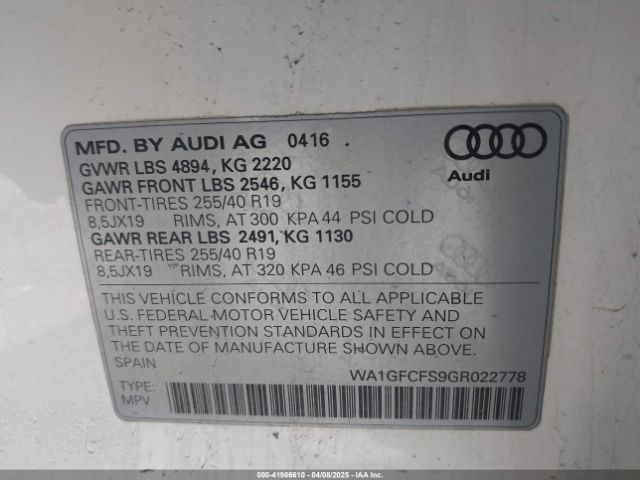 MFD. BY AUDI AG 0416 .
GVWR LBS 4894, KG 2220
GAWR FRONT LBS 2546, KG 1155
FRONT-TIRES 255/40 R19
8,5JX19 RIMS, AT 300 KPA 44 PSI COLD
GAWR REAR LBS 2491, KG 1130
REAR-TIRES 255/40 R19
8,5JX19 RIMS, AT 320 KPA 46 PSI COLD
Audi
THIS VEHICLE CONFORMS TO ALL APPLICABLE
U.S. FEDERAL MOTOR VEHICLE SAFETY AND
THEFT PREVENTION STANDARDS IN EFFECT ON
THE DATE OF MANUFACTURE SHOWN ABOVE.
SPAIN
WA1GFCFS9GR022778
TYPE:
MPV
000-41986610 - 04/08/2025 - IAA Inc.